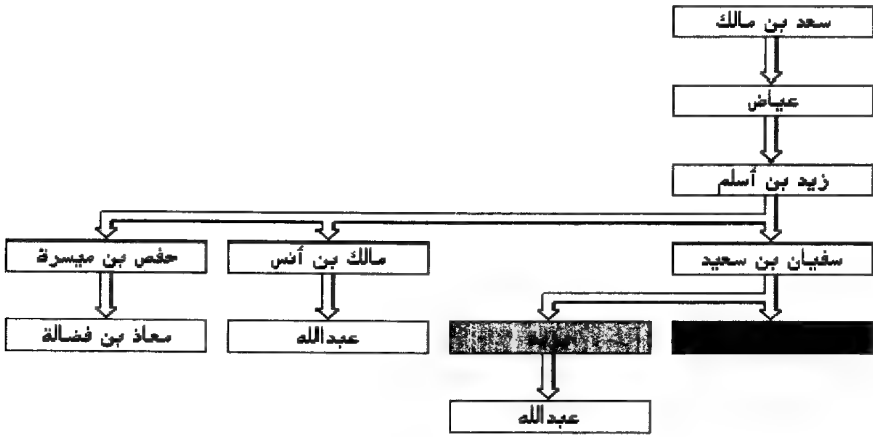 سعد بن مالك
عياض
زيد بن أسلم
سفيان بن سعيد
مالك بن أنس
حفص بن ميسرة
عبدالله
معاذ بن فضالة
عبدالله